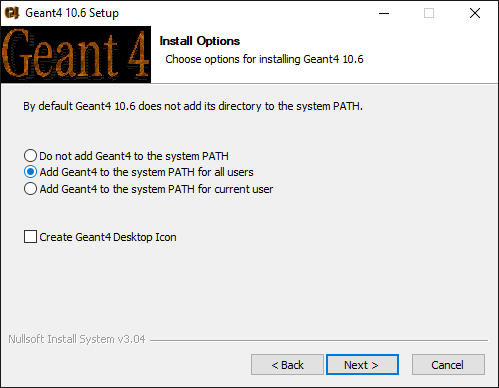 Geant4 10.6 Setup
Geant 4
Install Options
Choose options for installing Geant4 10.6
By default Geant4 10.6 does not add its directory to the system PATH.
Do not add Geant4 to the system PATH
Add Geant4 to the system PATH for all users
Add Geant4 to the system PATH for current user
Create Geant4 Desktop Icon
Nullsoft Install System v3.04
< Back
Next >
Cancel